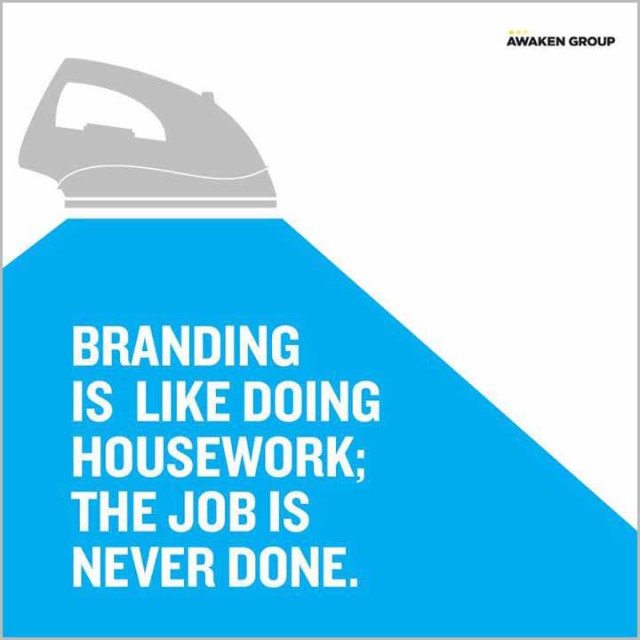 AWAKEN GROUP
BRANDING
IS LIKE DOING
HOUSEWORK;
THE JOB IS
NEVER DONE.